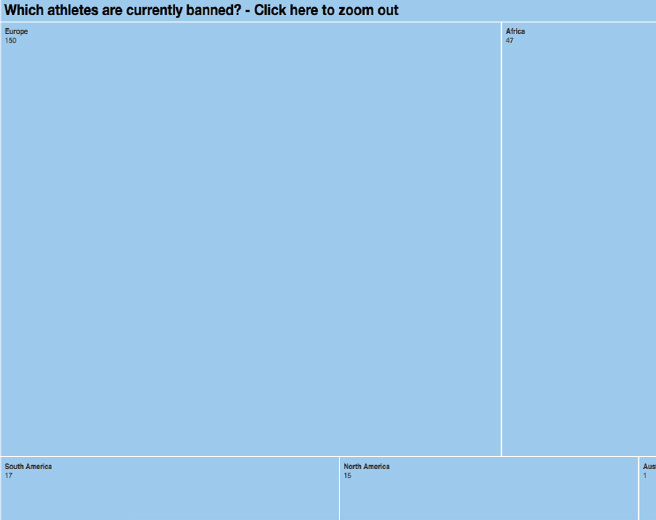 Which athletes are currently banned? - Click here to zoom out
Europe
150
Africa
47
South America
17
North America
15
Aus
1